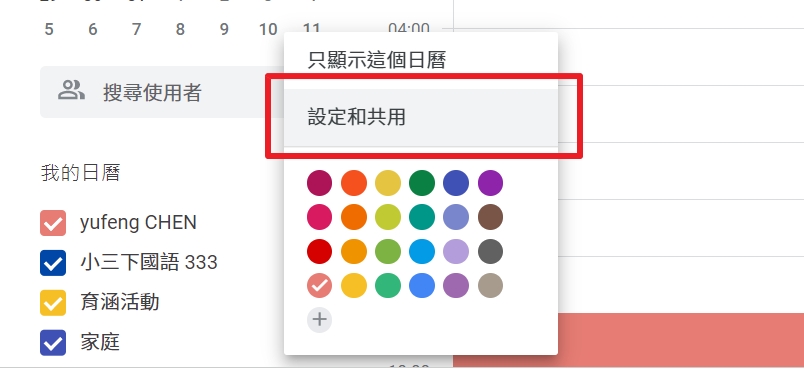 5 6 7 8 9 10 11
04:00
只顯示這個日曆
搜尋使用者
設定和共用
我的日曆
yufeng CHEN
小三下國語 333
育涵活動
家庭